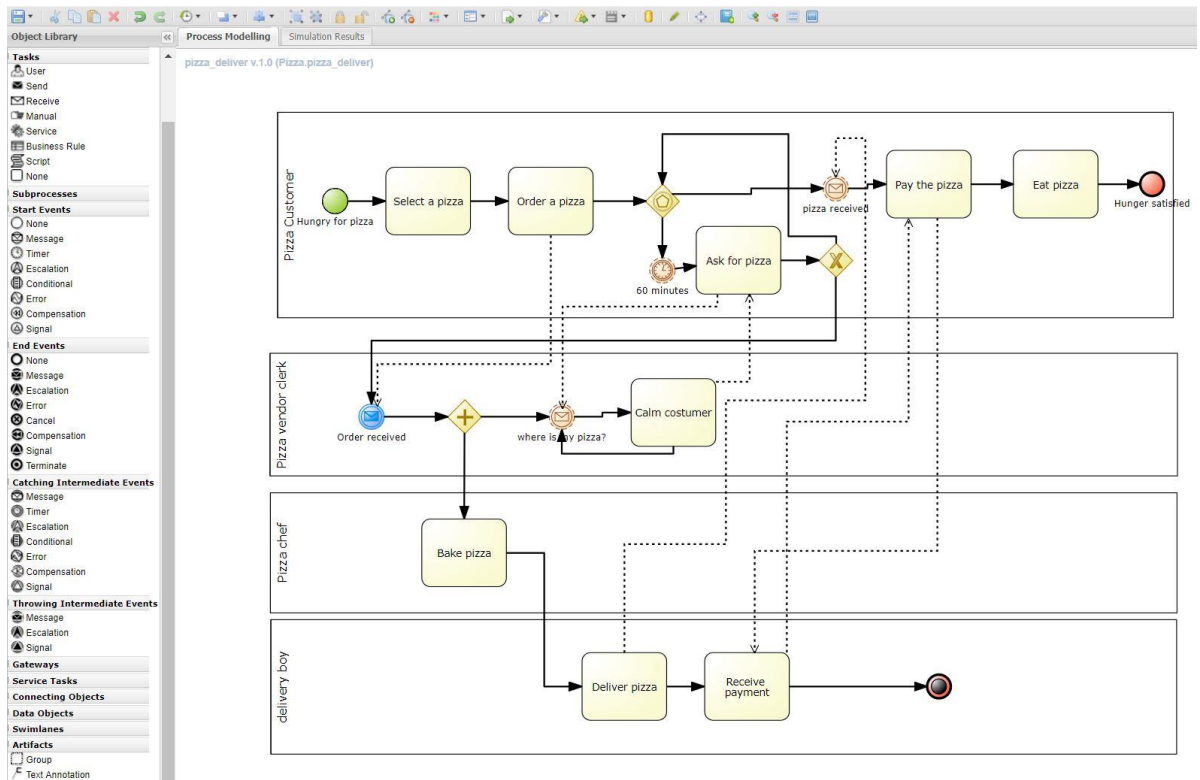 Object Library
Process Modelling
Simulation Results
Tasks
User
Send
Receive
Manual
Service
Business Rule
Script
None
Subprocesses
Start Events
None
Message
Timer
Escalation
Conditional
Error
Compensation
Signal
End Events
None
Message
Escalation
Error
Cancel
Compensation
Signal
Terminate
Catching Intermediate Events
Message
Timer
Escalation
Conditional
Error
Compensation
Signal
Throwing Intermediate Events
Message
Escalation
Signal
Gateways
Service Tasks
Connecting Objects
Data Objects
Swimlanes
Artifacts
Group
Text Annotation
pizza_deliver v.1.0 (Pizza.pizza_deliver)
Pizza Customer
Hungry for pizza
Select a pizza
Order a pizza
pizza received
Pay the pizza
Eat pizza
Hunger satisfied
60 minutes
Ask for pizza
Pizza vendor clerk
Order received
where is my pizza?
Calm costumer
Pizza chef
Bake pizza
delivery boy
Deliver pizza
Receive
payment